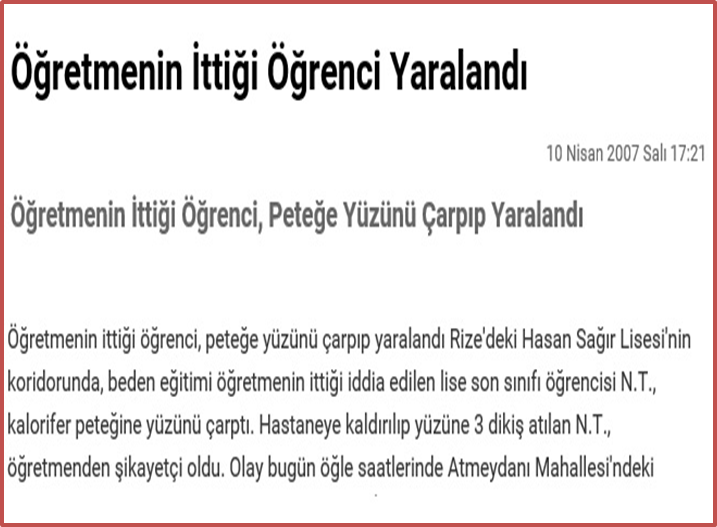 Öğretmenin İttiği Öğrenci Yaralandı
10 Nisan 2007 Salı 17:21
Öğretmenin İttiği Öğrenci, Peteğe Yüzünü Çarpıp Yaralandı
Öğretmenin ittiği öğrenci, peteğe yüzünü çarpıp yaralandı Rize'deki Hasan Sağır Lisesi'nin
koridorunda, beden eğitimi öğretmenin ittiği iddia edilen lise son sınıfı öğrencisi N.T.,
kalorifer peteğine yüzünü çarptı. Hastaneye kaldırılıp yüzüne 3 dikiş atılan N.T.,
öğretmenden şikayetçi oldu. Olay bugün öğle saatlerinde Atmeydanı Mahallesi'ndeki